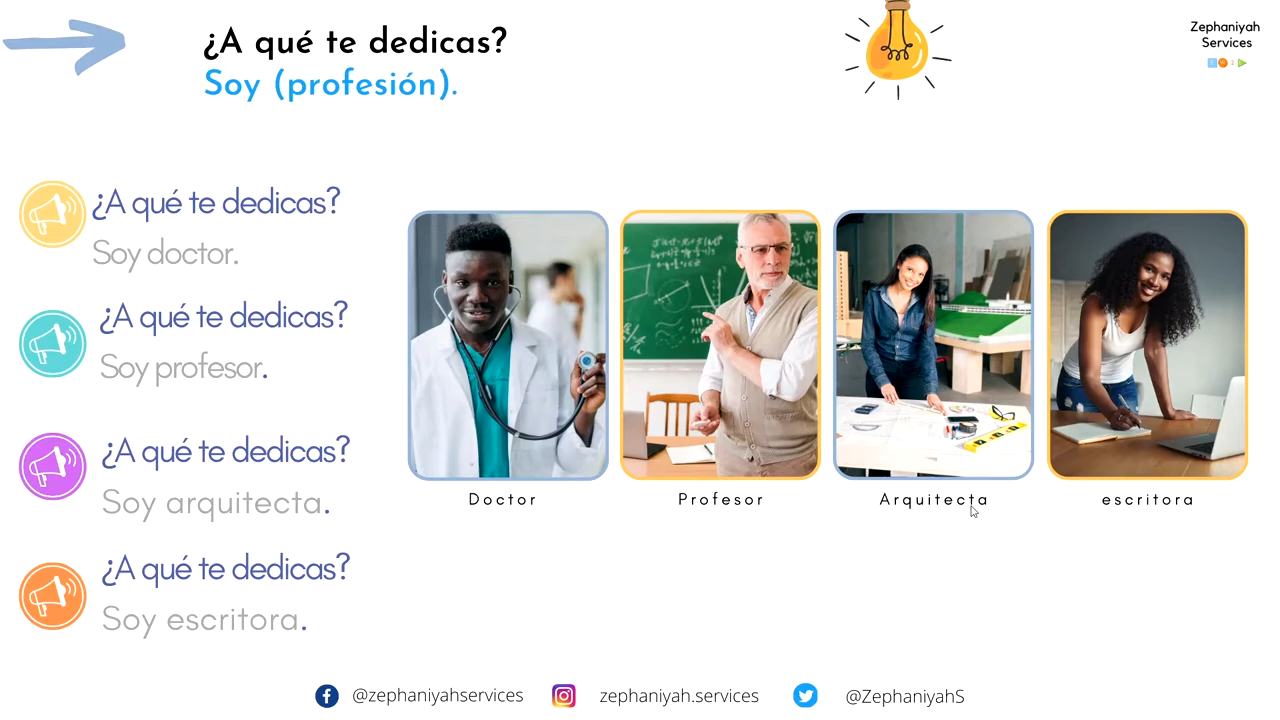 ¿A qué te dedicas?
Soy (profesión).
Zephaniyah
Services
¿A qué te dedicas?
Soy doctor.
¿A qué te dedicas?
Soy profesor.
¿A qué te dedicas?
Soy arquitecta.
¿A qué te dedicas?
Soy escritora.
Doctor
Profesor
Arquitecta
escritora
@zephaniyahservices
zephaniyah.services
@ZephaniyahS